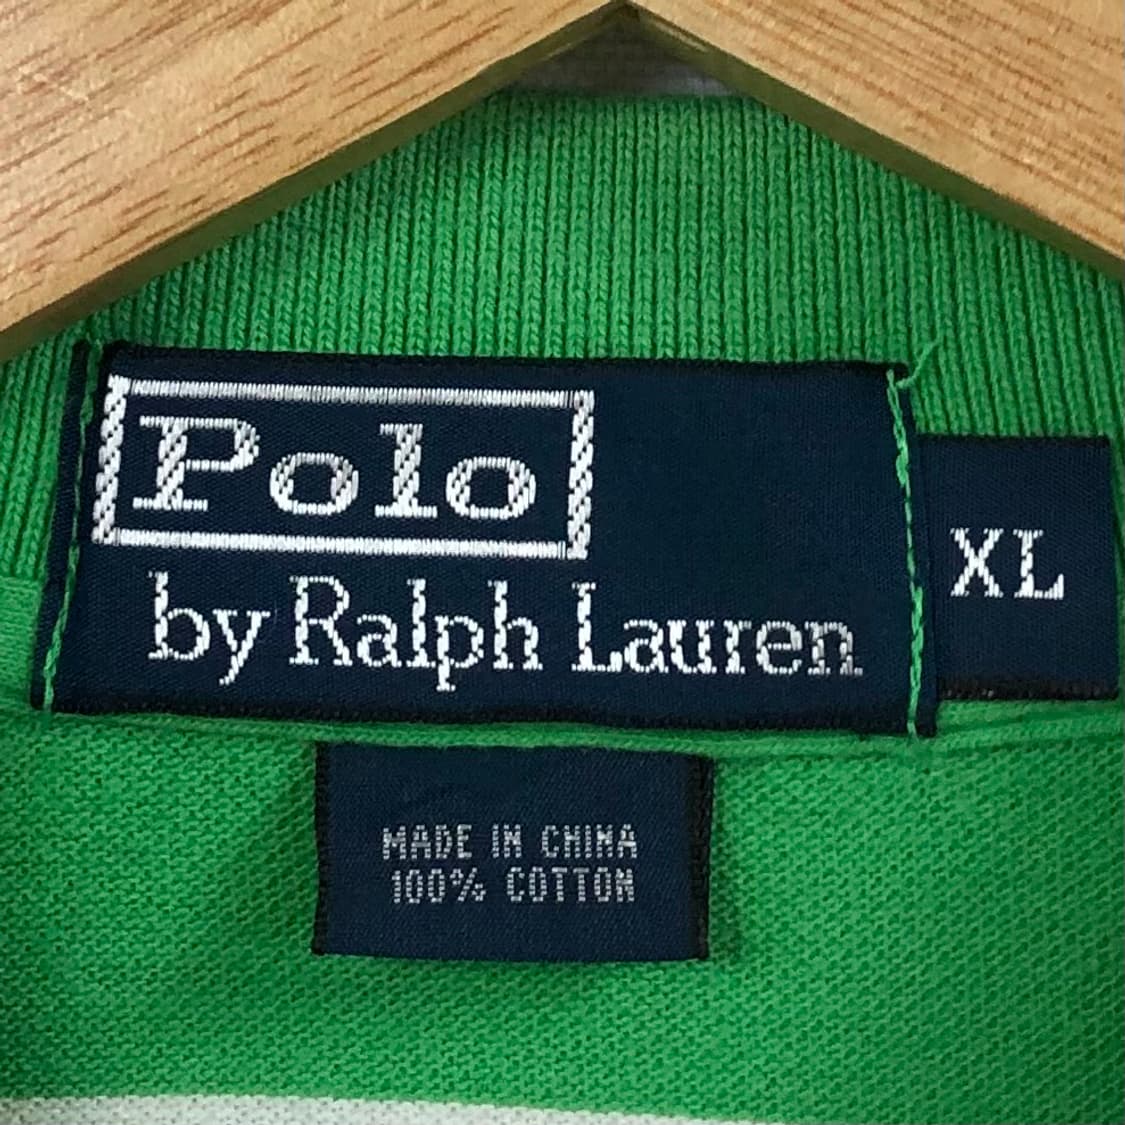 Polo
by Ralph Lauren
XL
MADE IN CHINA
100% COTTON